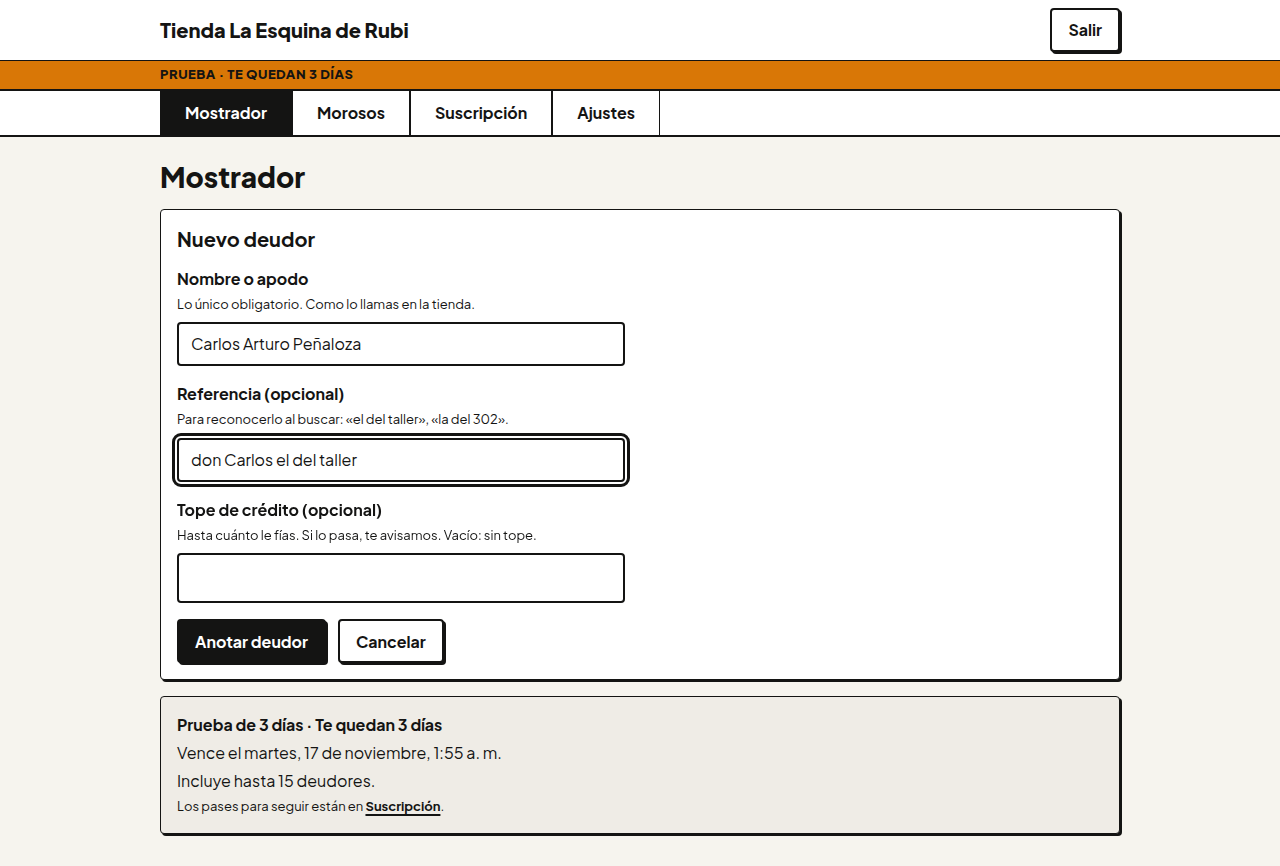 Tienda La Esquina de Rubi
Salir
PRUEBA · TE QUEDAN 3 DÍAS
Mostrador
Morosos
Suscripción
Ajustes
Mostrador
Nuevo deudor
Nombre o apodo
Lo único obligatorio. Como lo llamas en la tienda.
Carlos Arturo Peñaloza
Referencia (opcional)
Para reconocerlo al buscar: «el del taller», «la del 302».
don Carlos el del taller
Tope de crédito (opcional)
Hasta cuánto le fías. Si lo pasa, te avisamos. Vacío: sin tope.
Anotar deudor
Cancelar
Prueba de 3 días · Te quedan 3 días
Vence el martes, 17 de noviembre, 1:55 a. m.
Incluye hasta 15 deudores.
Los pases para seguir están en Suscripción.